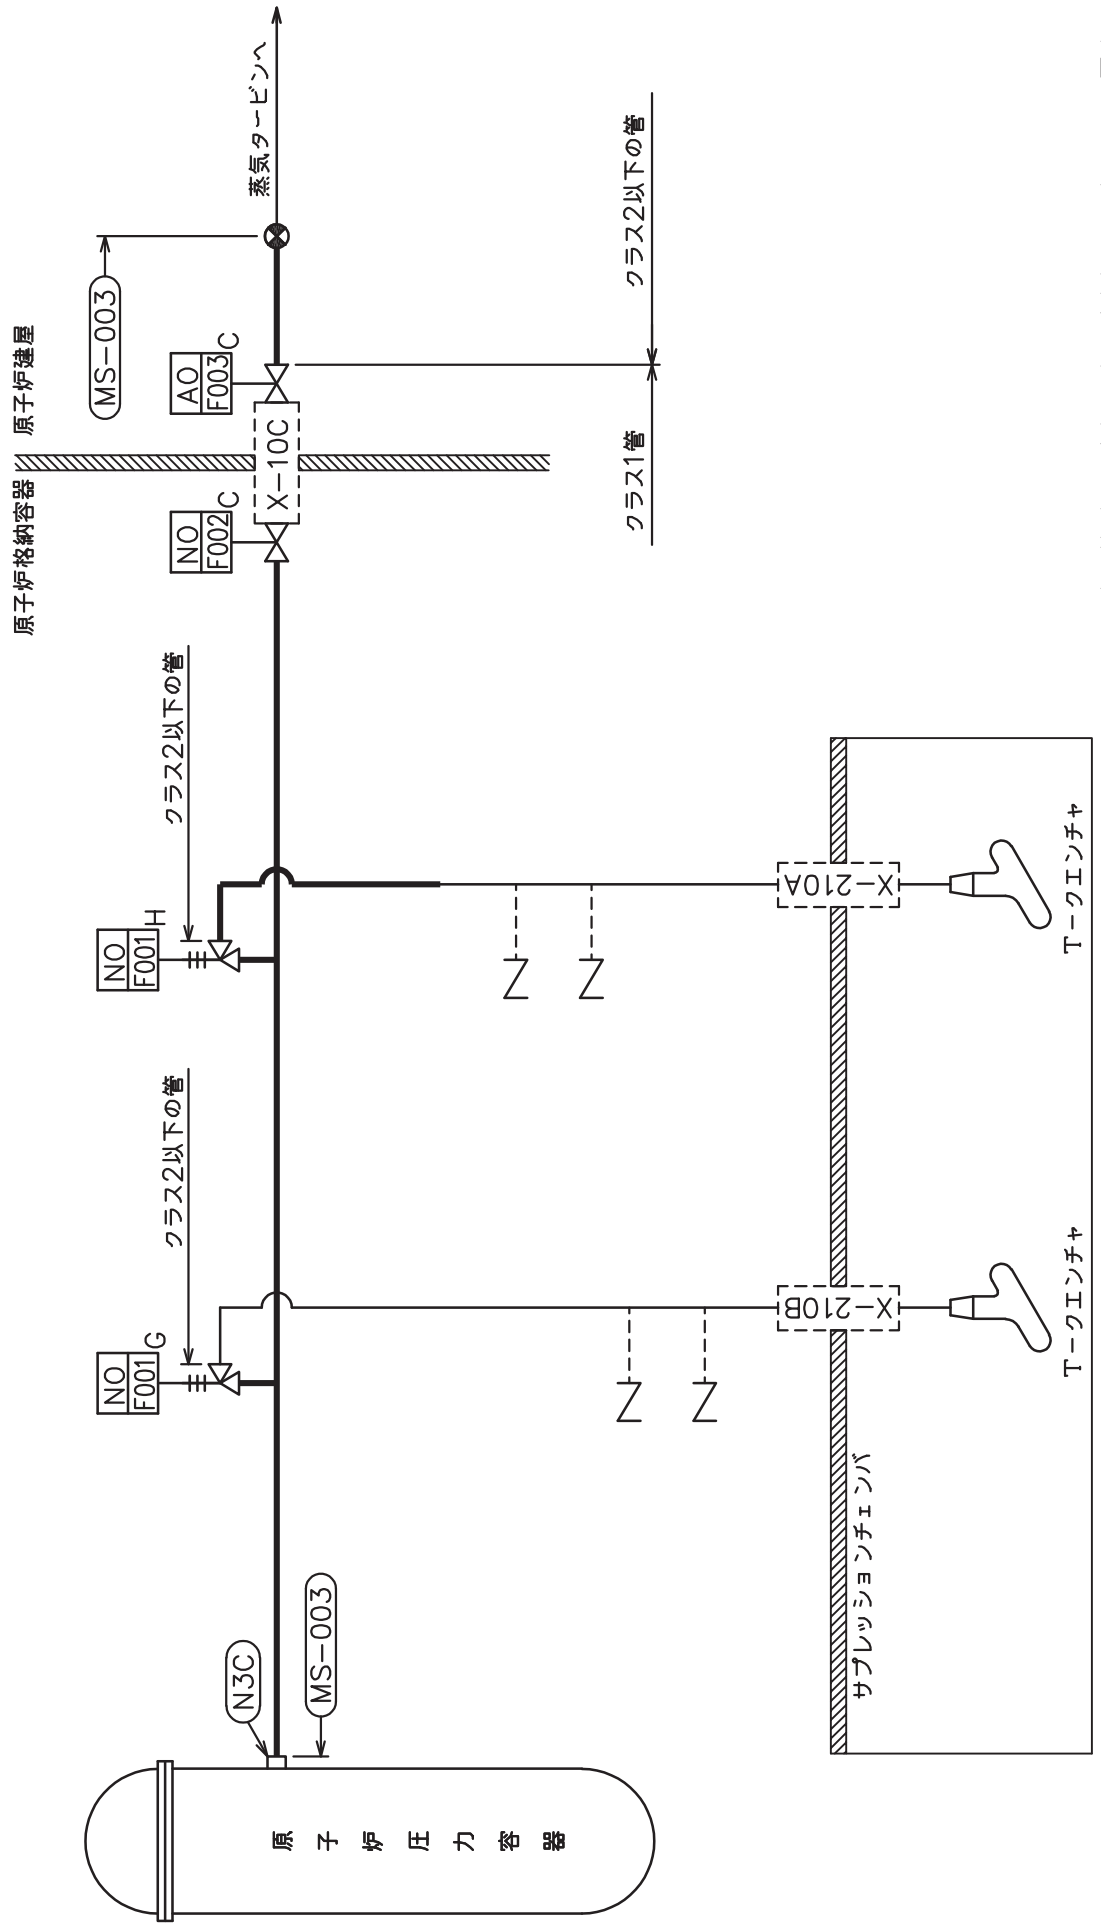 原子炉圧力容器
N3C
MS-003
NO
F001
G
クラス2以下の管
NO
F001
H
クラス2以下の管
原子炉格納容器
原子炉建屋
NO
F002
C
X-10C
AO
F003
C
MS-003
蒸気タービンへ
クラス1管
クラス2以下の管
X-210B
X-210A
サプレッションチェンバ
T-クエンチャ
T-クエンチャ